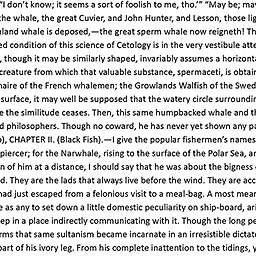 "I don't know; it seems a sort of foolish to me, tho.'" "May be; may
the whale, the great Cuvier, and John Hunter, and Lesson, those lig
nland whale is deposed,—the great sperm whale now reigneth! Th
ed condition of this science of Cetology is in the very vestibule atte
, though it may be similarly shaped, invariably assumes a horizonta
creature from which that valuable substance, spermaceti, is obtain
naire of the French whalemen; the Growlands Walfish of the Swed
surface, it may well be supposed that the watery circle surroundin
e the similitude ceases. Then, this same humpbacked whale and th
d philosophers. Though no coward, he has never yet shown any pa
o), CHAPTER II. (Black Fish).—I give the popular fishermen's names
piercer; for the Narwhale, rising to the surface of the Polar Sea, an
n of him at a distance, I should say that he was about the bigness o
d. They are the lads that always live before the wind. They are acc
had just escaped from a felonious visit to a meal-bag. A most mean
e as any to set down a little domestic peculiarity on ship-board, ari
ep in a place indirectly communicating with it. Though the long pe
rms that same sultanism became incarnate in an irresistible dictato
part of his ivory leg. From his complete inattention to the tidings, y